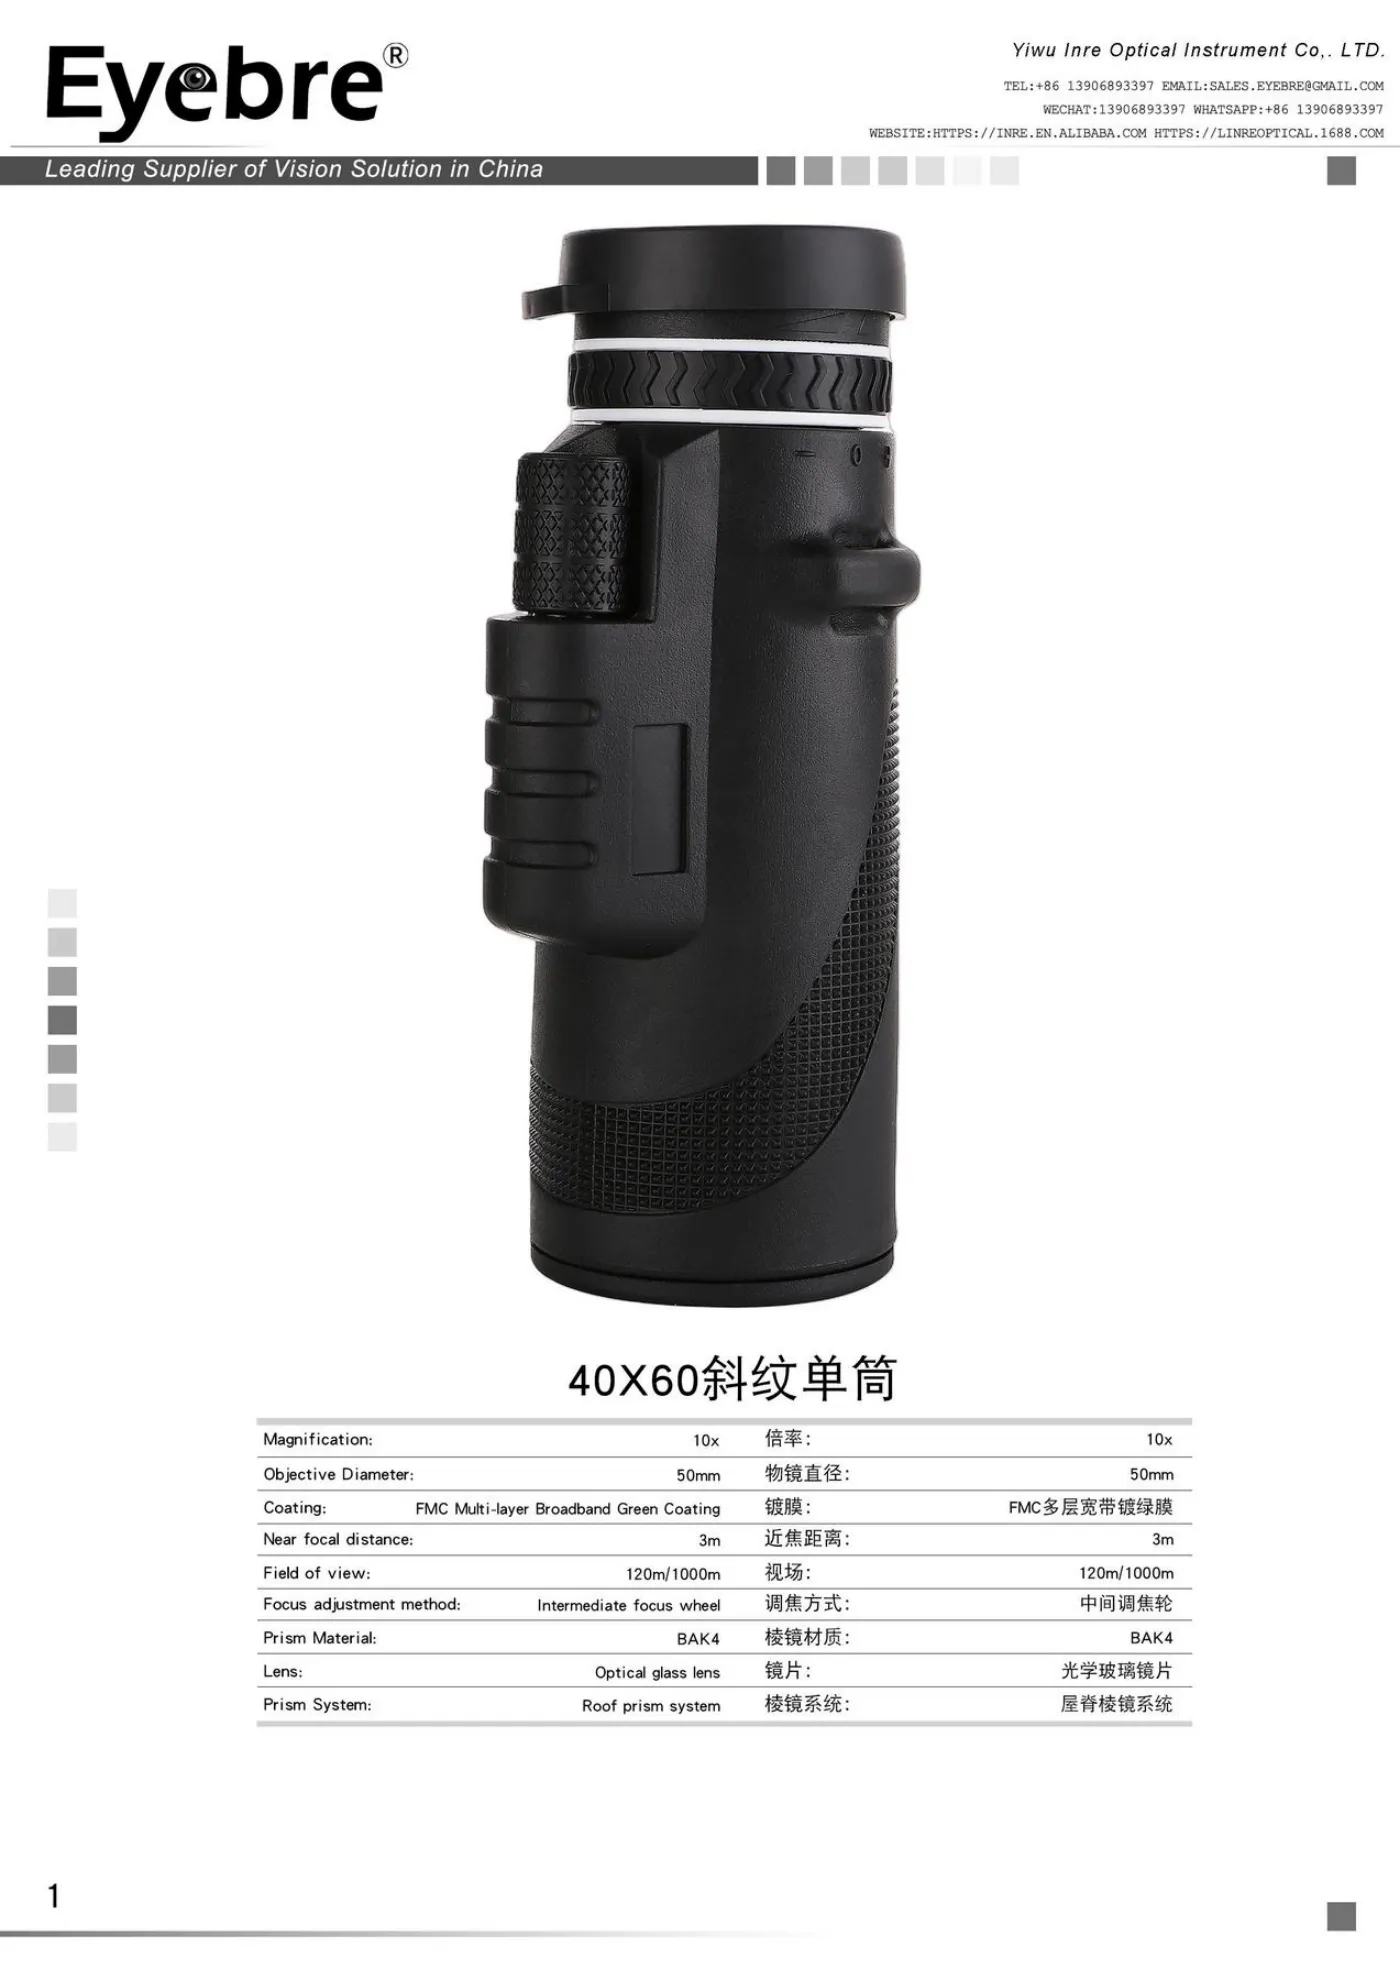 Eyebre®
Yiwu Inre Optical Instrument Co,. LTD.
TEL:+86 13906893397 EMAIL:SALES.EYEBRE@GMAIL.COM
WECHAT:13906893397 WHATSAPP:+86 13906893397
WEBSITE:HTTPS://INRE.EN.ALIBABA.COM HTTPS://LINREOPTICAL.1688.COM
Leading Supplier of Vision Solution in China
40X60斜纹单筒
Magnification: 10x 倍率: 10x
Objective Diameter: 50mm 物镜直径: 50mm
Coating: FMC Multi-layer Broadband Green Coating 镀膜: FMC多层宽带镀绿膜
Near focal distance: 3m 近焦距离: 3m
Field of view: 120m/1000m 视场: 120m/1000m
Focus adjustment method: Intermediate focus wheel 调焦方式: 中间调焦轮
Prism Material: BAK4 棱镜材质: BAK4
Lens: Optical glass lens 镜片: 光学玻璃镜片
Prism System: Roof prism system 棱镜系统: 屋脊棱镜系统
1